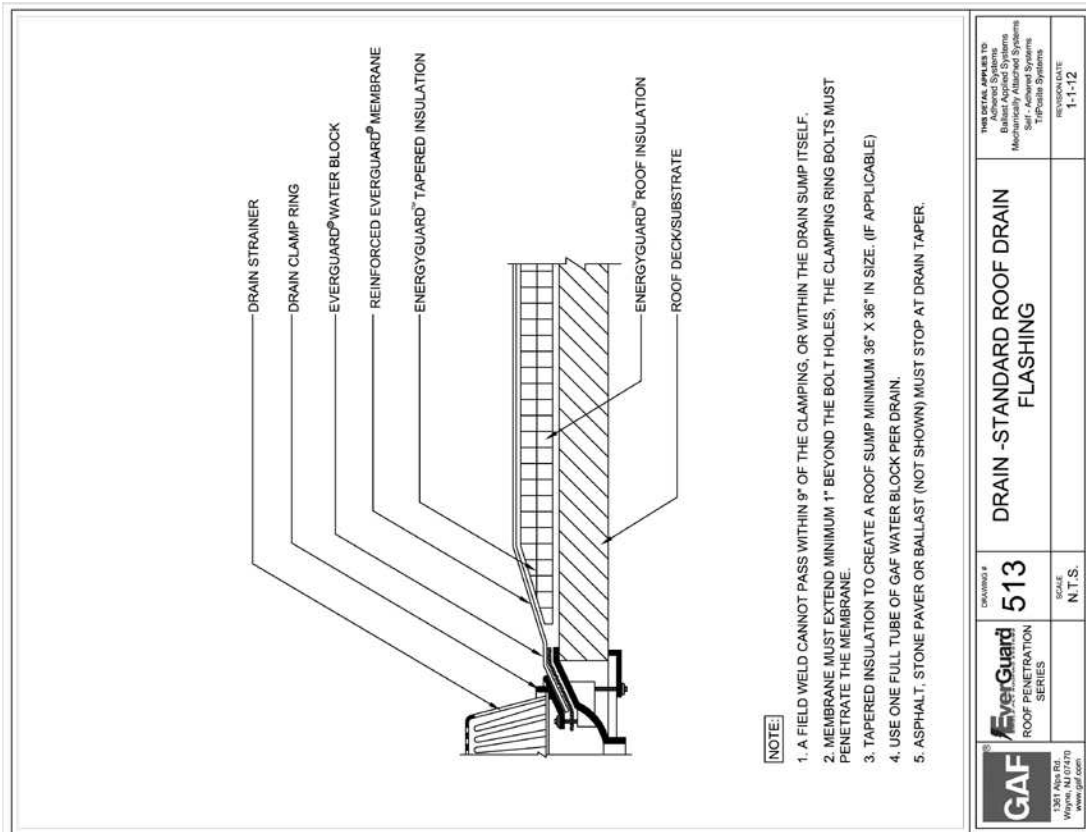 DRAIN STRAINER
DRAIN CLAMP RING
EVERGUARD® WATER BLOCK
REINFORCED EVERGUARD® MEMBRANE
ENERGYGUARD™ TAPERED INSULATION
ENERGYGUARD™ ROOF INSULATION
ROOF DECK/SUBSTRATE
NOTE:
1. A FIELD WELD CANNOT PASS WITHIN 9" OF THE CLAMPING, OR WITHIN THE DRAIN SUMP ITSELF.
2. MEMBRANE MUST EXTEND MINIMUM 1" BEYOND THE BOLT HOLES, THE CLAMPING RING BOLTS MUST
PENETRATE THE MEMBRANE.
3. TAPERED INSULATION TO CREATE A ROOF SUMP MINIMUM 36" X 36" IN SIZE. (IF APPLICABLE)
4. USE ONE FULL TUBE OF GAF WATER BLOCK PER DRAIN.
5. ASPHALT, STONE PAVER OR BALLAST (NOT SHOWN) MUST STOP AT DRAIN TAPER.
GAF®
1361 Alps Rd.
Wayne, NJ 07470
www.gaf.com
EverGuard
ROOF PENETRATION
SERIES
DRAWING #
513
SCALE
N.T.S.
DRAIN -STANDARD ROOF DRAIN
FLASHING
THIS DETAIL APPLIES TO:
Adhered Systems
Ballast Applied Systems
Mechanically Attached Systems
Self - Adhered Systems
TriPosite Systems
REVISION DATE
1-1-12